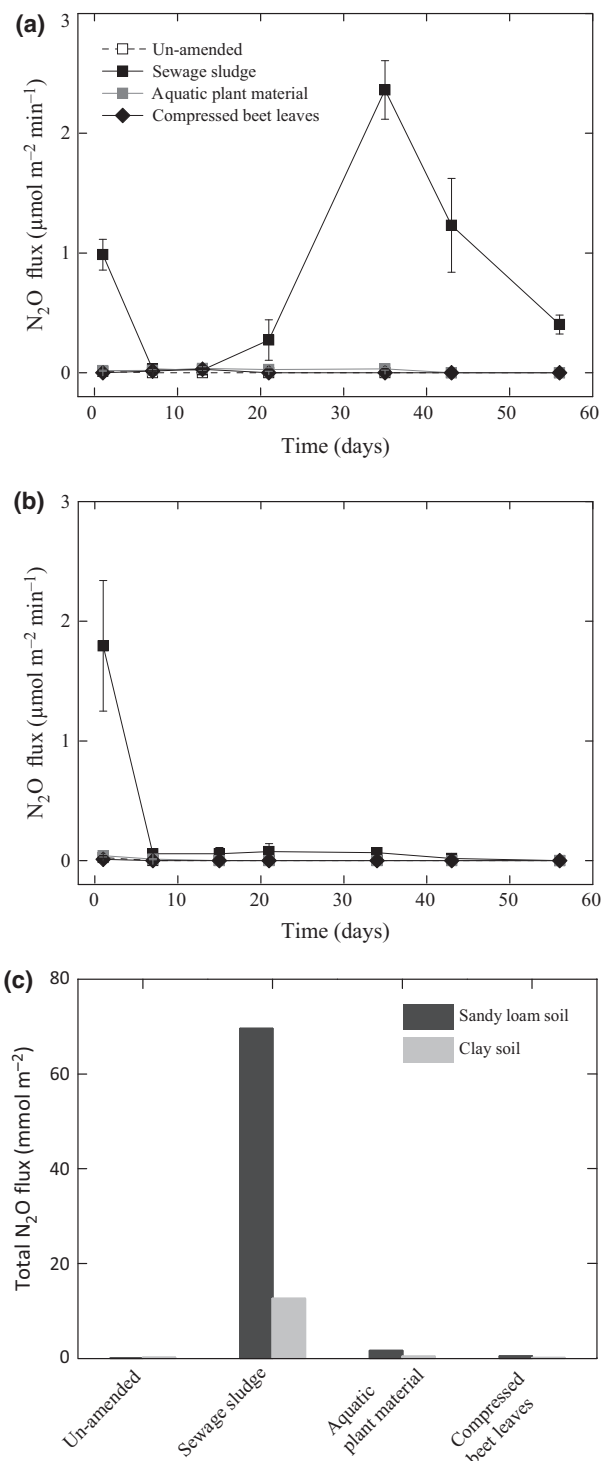 (a)
3
2
1
0
N₂O flux (µmol m⁻² min⁻¹)
Un-amended
Sewage sludge
Aquatic plant material
Compressed beet leaves
0 10 20 30 40 50 60
Time (days)
(b)
3
2
1
0
N₂O flux (µmol m⁻² min⁻¹)
0 10 20 30 40 50 60
Time (days)
(c)
80
60
40
20
0
Total N₂O flux (mmol m⁻²)
Sandy loam soil
Clay soil
Un-amended
Sewage sludge
Aquatic
plant material
Compressed
beet leaves